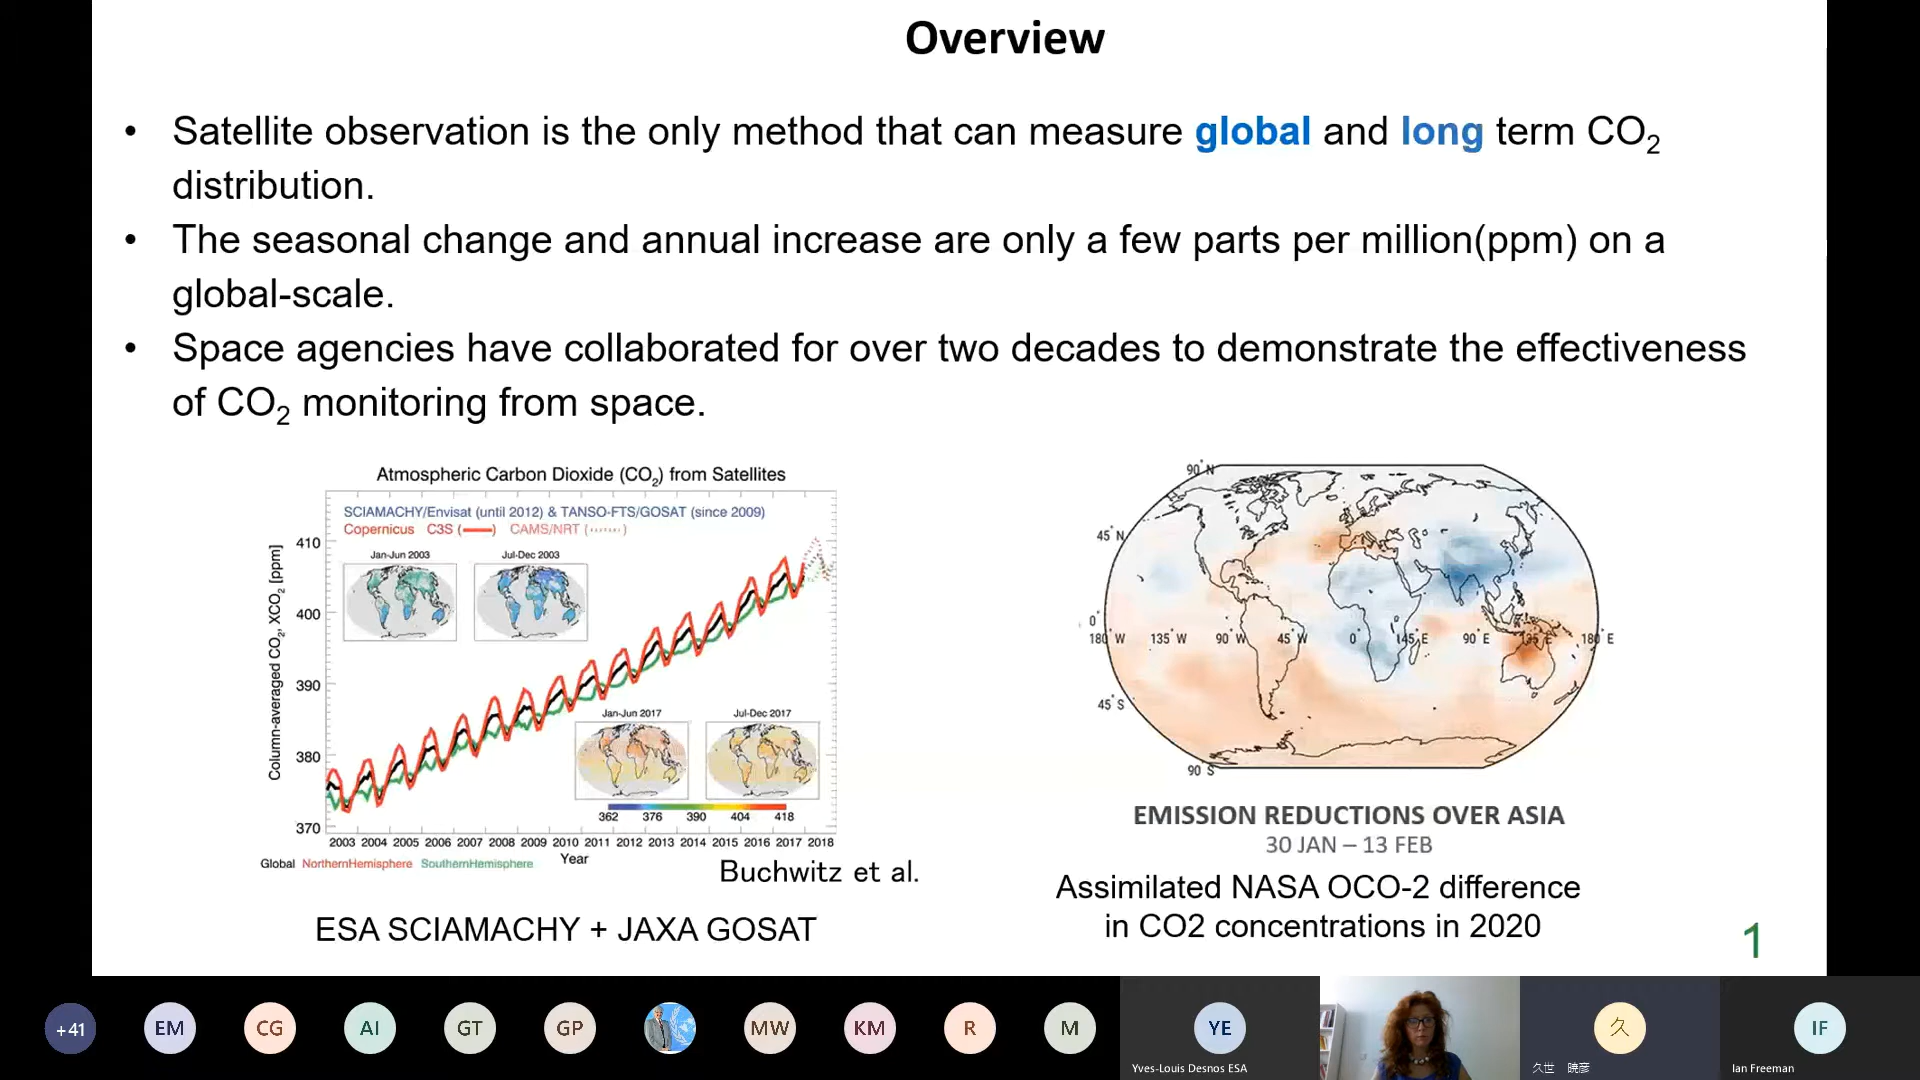 Overview
• Satellite observation is the only method that can measure global and long term CO2
distribution.
• The seasonal change and annual increase are only a few parts per million(ppm) on a
global-scale.
• Space agencies have collaborated for over two decades to demonstrate the effectiveness
of CO2 monitoring from space.
Atmospheric Carbon Dioxide (CO2) from Satellites
SCIAMACHY/Envisat (until 2012) & TANSO-FTS/GOSAT (since 2009)
Copernicus C3S ( ) CAMS/NRT ( )
Jan-Jun 2003 Jul-Dec 2003
Column-averaged CO2, XCO2 [ppm]
410
400
390
380
370
Jan-Jun 2017 Jul-Dec 2017
362 376 390 404 418
2003 2004 2005 2006 2007 2008 2009 2010 2011 2012 2013 2014 2015 2016 2017 2018
Year
Global NorthernHemisphere SouthernHemisphere
Buchwitz et al.
ESA SCIAMACHY + JAXA GOSAT
90°N
45°N
0°
180°W 135°W 90°W 45°W 0° 145°E 90°E 135°E 180°E
45°S
90°S
EMISSION REDUCTIONS OVER ASIA
30 JAN – 13 FEB
Assimilated NASA OCO-2 difference
in CO2 concentrations in 2020
1
+41 EM CG AI GT GP MW KM R M YE 久 IF
Yves-Louis Desnos ESA 久世 暁彦 Ian Freeman